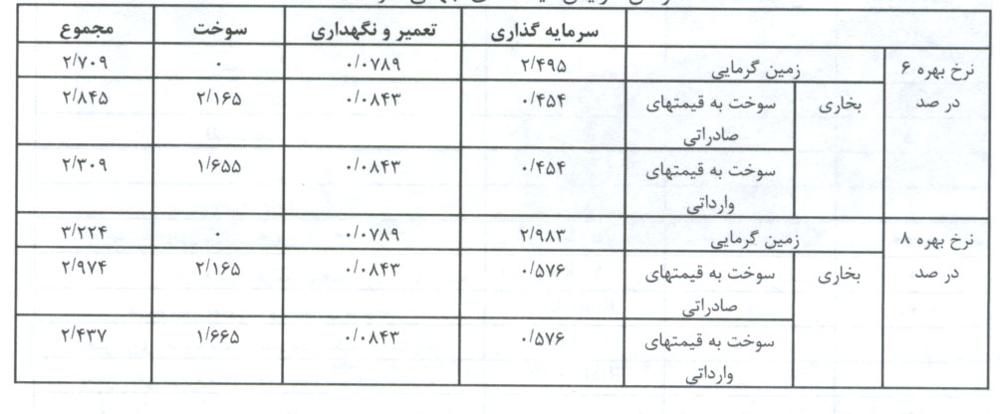 سرمایه گذاری تعمیر و نگهداری سوخت مجموع
نرخ بهره ۶ زمین گرمایی ۲/۴۹۵ ۰/۰۷۸۹ ۰ ۲/۷۰۹
در صد بخاری سوخت به قیمتهای ۰/۴۵۴ ۰/۰۸۴۳ ۲/۱۶۵ ۲/۸۴۵
صادراتی
سوخت به قیمتهای ۰/۴۵۴ ۰/۰۸۴۳ ۱/۶۵۵ ۲/۳۰۹
وارداتی
نرخ بهره ۸ زمین گرمایی ۲/۹۸۳ ۰/۰۷۸۹ ۰ ۳/۲۲۴
در صد بخاری سوخت به قیمتهای ۰/۵۷۶ ۰/۰۸۴۳ ۲/۱۶۵ ۲/۹۷۴
صادراتی
سوخت به قیمتهای ۰/۵۷۶ ۰/۰۸۴۳ ۱/۶۶۵ ۲/۴۳۷
وارداتی